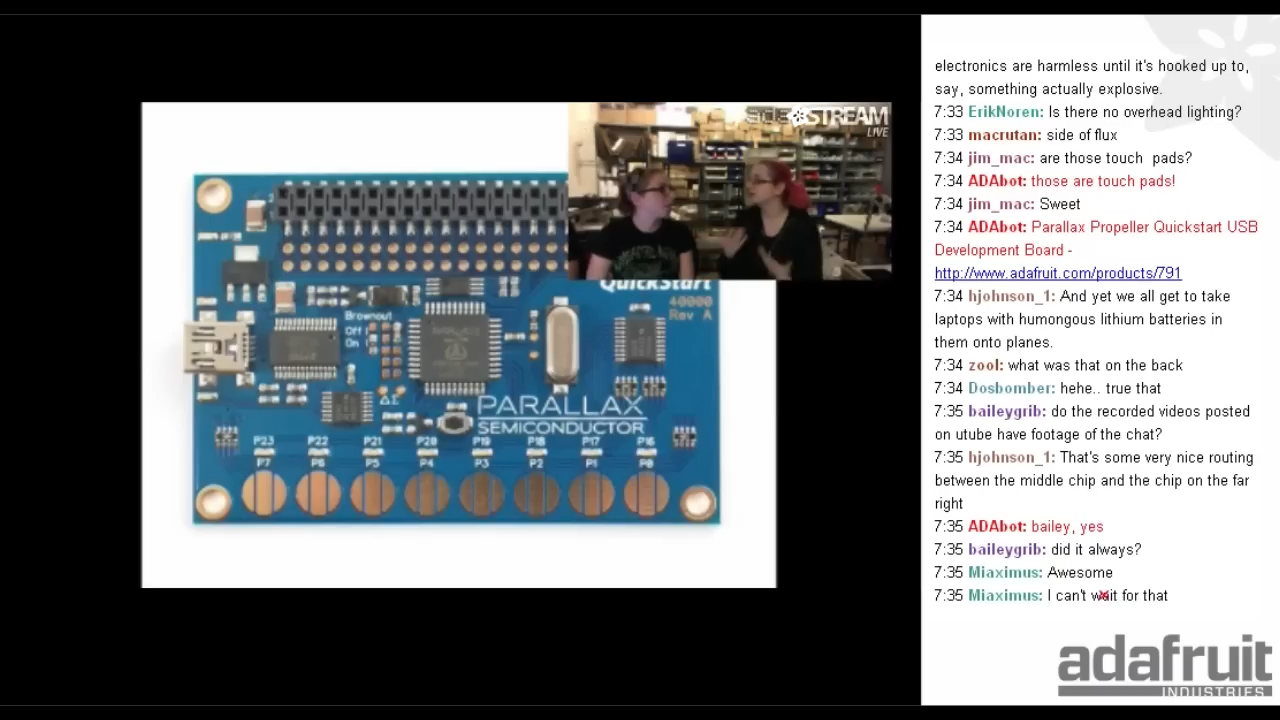 STREAM
LIVE
QuickStart
40000
Rev A
Brownout
Off
On
PARALLAX
SEMICONDUCTOR
P23 P22 P21 P20 P19 P18 P17 P16
P7 P6 P5 P4 P3 P2 P1 P0
electronics are harmless until it's hooked up to,
say, something actually explosive.
7:33 ErikNoren: Is there no overhead lighting?
7:33 macrutan: side of flux
7:34 jim_mac: are those touch pads?
7:34 ADAbot: those are touch pads!
7:34 jim_mac: Sweet
7:34 ADAbot: Parallax Propeller Quickstart USB
Development Board -
http://www.adafruit.com/products/791
7:34 hjohnson_1: And yet we all get to take
laptops with humongous lithium batteries in
them onto planes.
7:34 zool: what was that on the back
7:34 Dosbomber: hehe.. true that
7:35 baileygrib: do the recorded videos posted
on utube have footage of the chat?
7:35 hjohnson_1: That's some very nice routing
between the middle chip and the chip on the far
right
7:35 ADAbot: bailey, yes
7:35 baileygrib: did it always?
7:35 Miaximus: Awesome
7:35 Miaximus: I can't wait for that
adafruit
INDUSTRIES